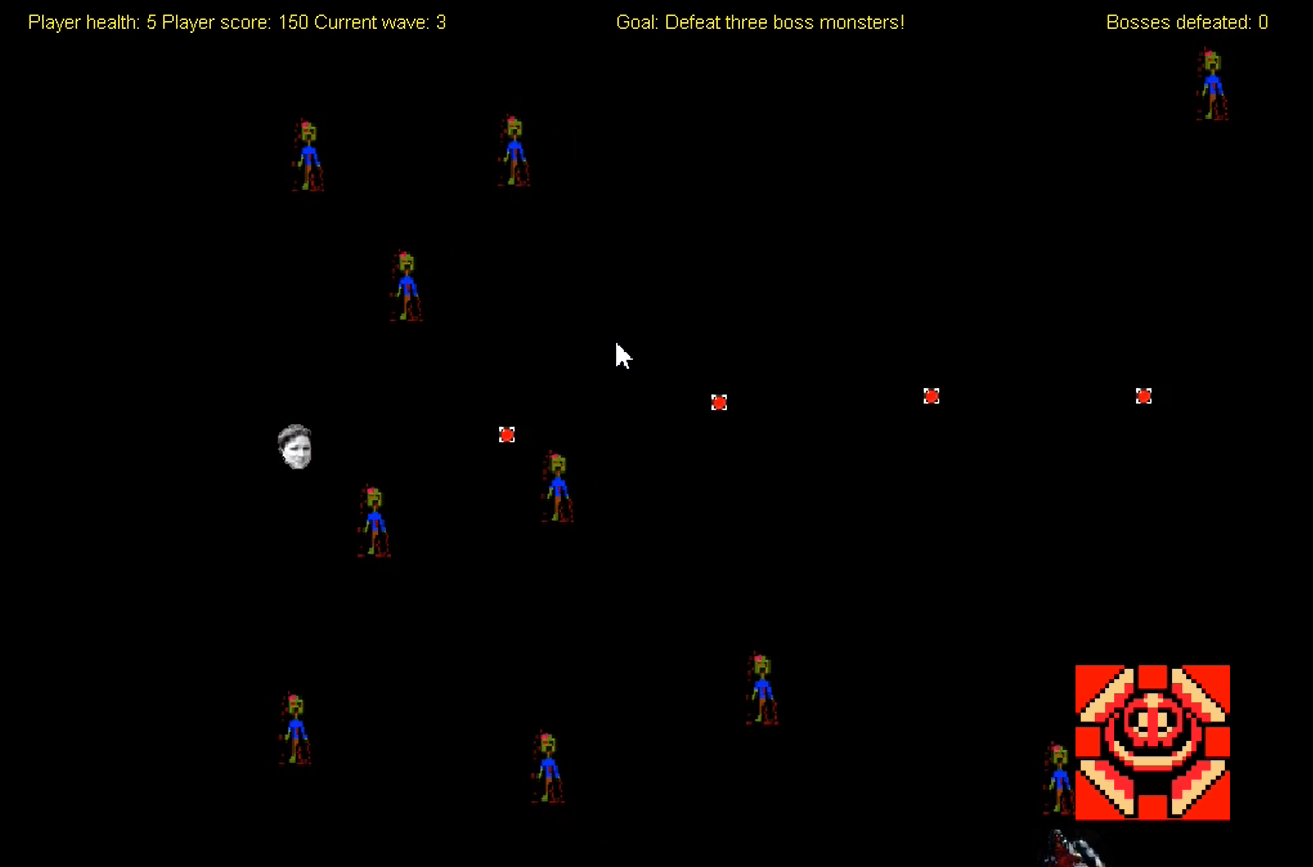 Player health: 5 Player score: 150 Current wave: 3
Goal: Defeat three boss monsters!
Bosses defeated: 0